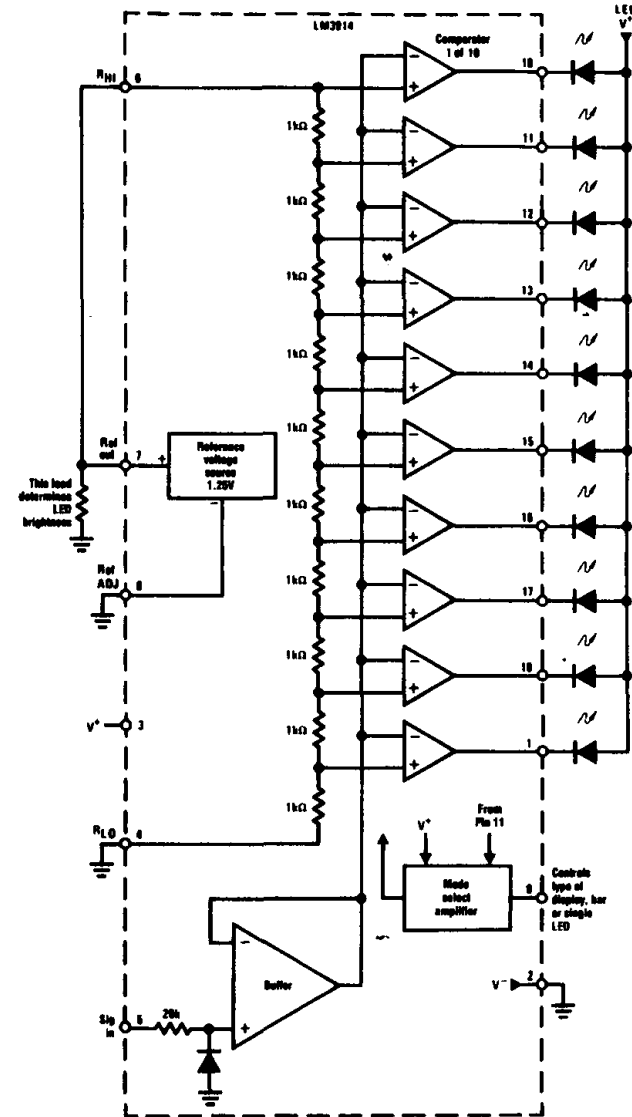 LED
V+
LM3914
Comparator
1 of 10
RHI
6
10
1kΩ
11
1kΩ
12
1kΩ
13
1kΩ
14
1kΩ
15
Ref
out
7
+
Reference
voltage
source
1.25V
−
This load
determines
LED
brightness
1kΩ
16
1kΩ
Ref
ADJ
8
17
1kΩ
18
V+
3
1kΩ
1
1kΩ
RLO
4
V+
From
Pin 11
Mode
select
amplifier
9
Controls
type of
display, bar
or single
LED
Buffer
V−
2
Sig
in
5
20k
− +
− +
− +
− +
− +
− +
− +
− +
− +
− +
− +